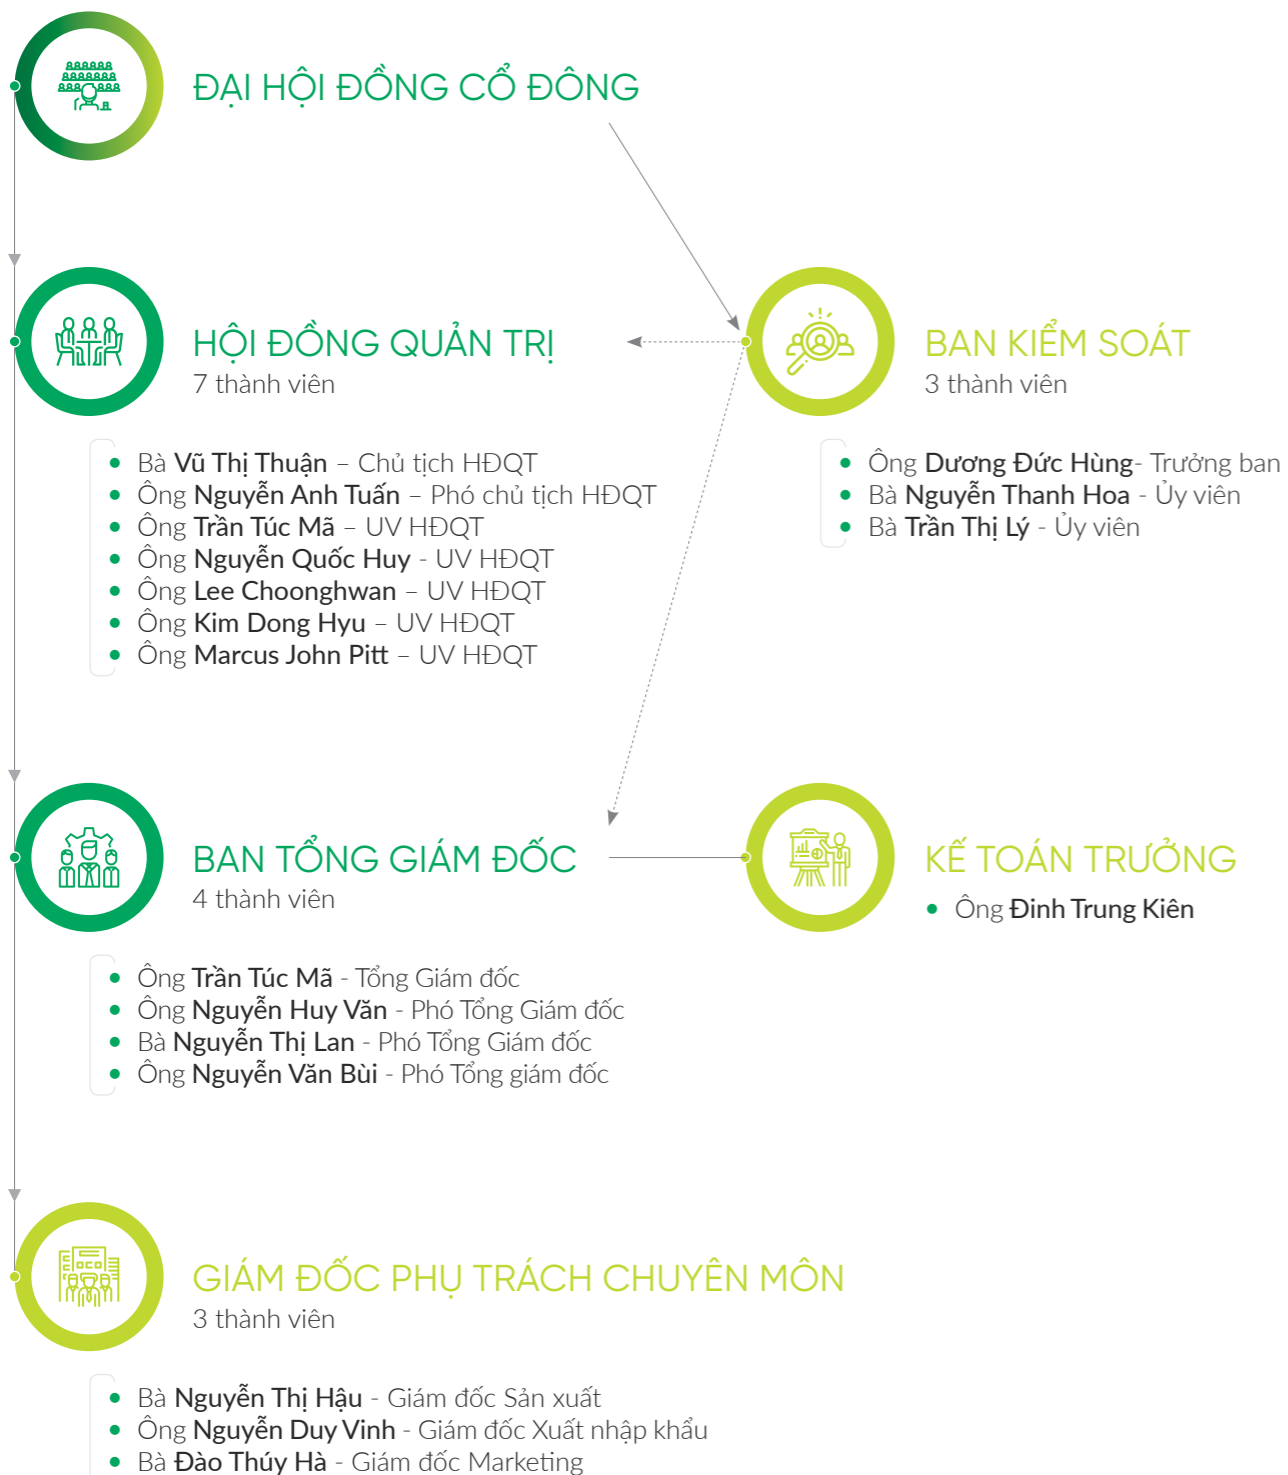 ĐẠI HỘI ĐỒNG CỔ ĐÔNG
HỘI ĐỒNG QUẢN TRỊ
7 thành viên
Bà Vũ Thị Thuận – Chủ tịch HĐQT
Ông Nguyễn Anh Tuấn – Phó chủ tịch HĐQT
Ông Trần Túc Mã – UV HĐQT
Ông Nguyễn Quốc Huy - UV HĐQT
Ông Lee Choonghwan – UV HĐQT
Ông Kim Dong Hyu – UV HĐQT
Ông Marcus John Pitt – UV HĐQT
BAN KIỂM SOÁT
3 thành viên
Ông Dương Đức Hùng- Trưởng ban
Bà Nguyễn Thanh Hoa - Ủy viên
Bà Trần Thị Lý - Ủy viên
BAN TỔNG GIÁM ĐỐC
4 thành viên
Ông Trần Túc Mã - Tổng Giám đốc
Ông Nguyễn Huy Văn - Phó Tổng Giám đốc
Bà Nguyễn Thị Lan - Phó Tổng Giám đốc
Ông Nguyễn Văn Bùi - Phó Tổng giám đốc
KẾ TOÁN TRƯỞNG
Ông Đinh Trung Kiên
GIÁM ĐỐC PHỤ TRÁCH CHUYÊN MÔN
3 thành viên
Bà Nguyễn Thị Hậu - Giám đốc Sản xuất
Ông Nguyễn Duy Vinh - Giám đốc Xuất nhập khẩu
Bà Đào Thúy Hà - Giám đốc Marketing